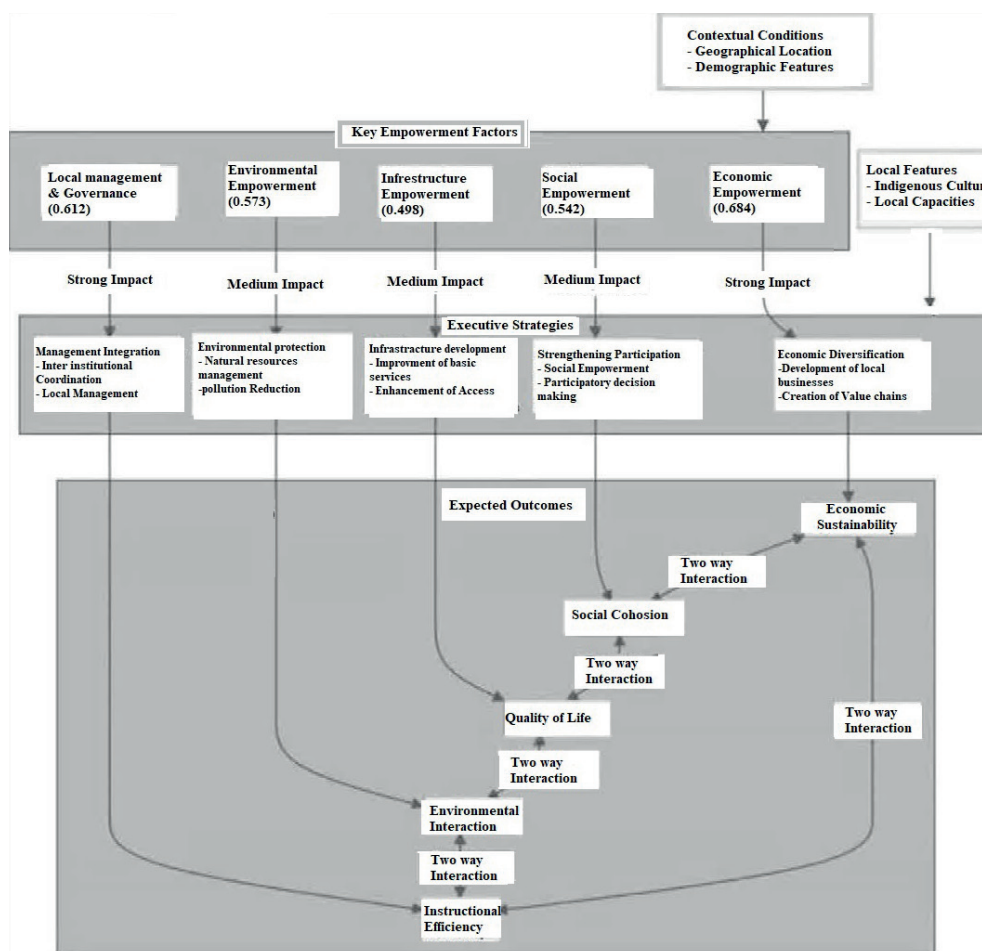 Contextual Conditions
- Geographical Location
- Demographic Features
Key Empowerment Factors
Local management
& Governance
(0.612)
Environmental
Empowerment
(0.573)
Infrestructure
Empowerment
(0.498)
Social
Empowerment
(0.542)
Economic
Empowerment
(0.684)
Local Features
- Indigenous Cultur
- Local Capacities
Strong Impact
Medium Impact
Medium Impact
Medium Impact
Strong Impact
Executive Strategies
Management Integration
- Inter institutional
Coordination
- Local Management
Environmental protection
- Natural resources
management
-pollution Reduction
Infrastracture development
- Improvment of basic
services
- Enhancement of Access
Strengthening Participation
- Social Empowerment
- Participatory decision
making
Economic Diversification
-Development of local
businesses
-Creation of Value chains
Expected Outcomes
Economic
Sustainability
Two way
Interaction
Social Cohosion
Two way
Interaction
Quality of Life
Two way
Interaction
Two way
Interaction
Environmental
Interaction
Two way
Interaction
Instructional
Efficiency